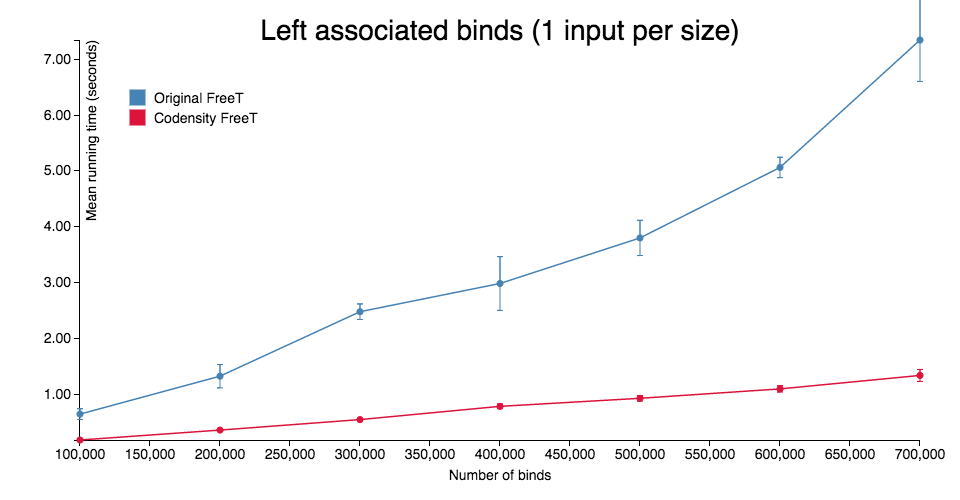 Left associated binds (1 input per size)
Mean running time (seconds)
7.00
6.00
5.00
4.00
3.00
2.00
1.00
Original FreeT
Codensity FreeT
100,000 150,000 200,000 250,000 300,000 350,000 400,000 450,000 500,000 550,000 600,000 650,000 700,000
Number of binds